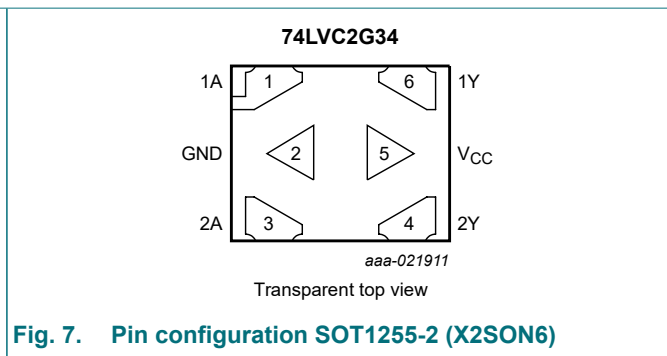 74LVC2G34
1A 1 6 1Y
GND 2 5 VCC
2A 3 4 2Y
aaa-021911
Transparent top view
Fig. 7. Pin configuration SOT1255-2 (X2SON6)